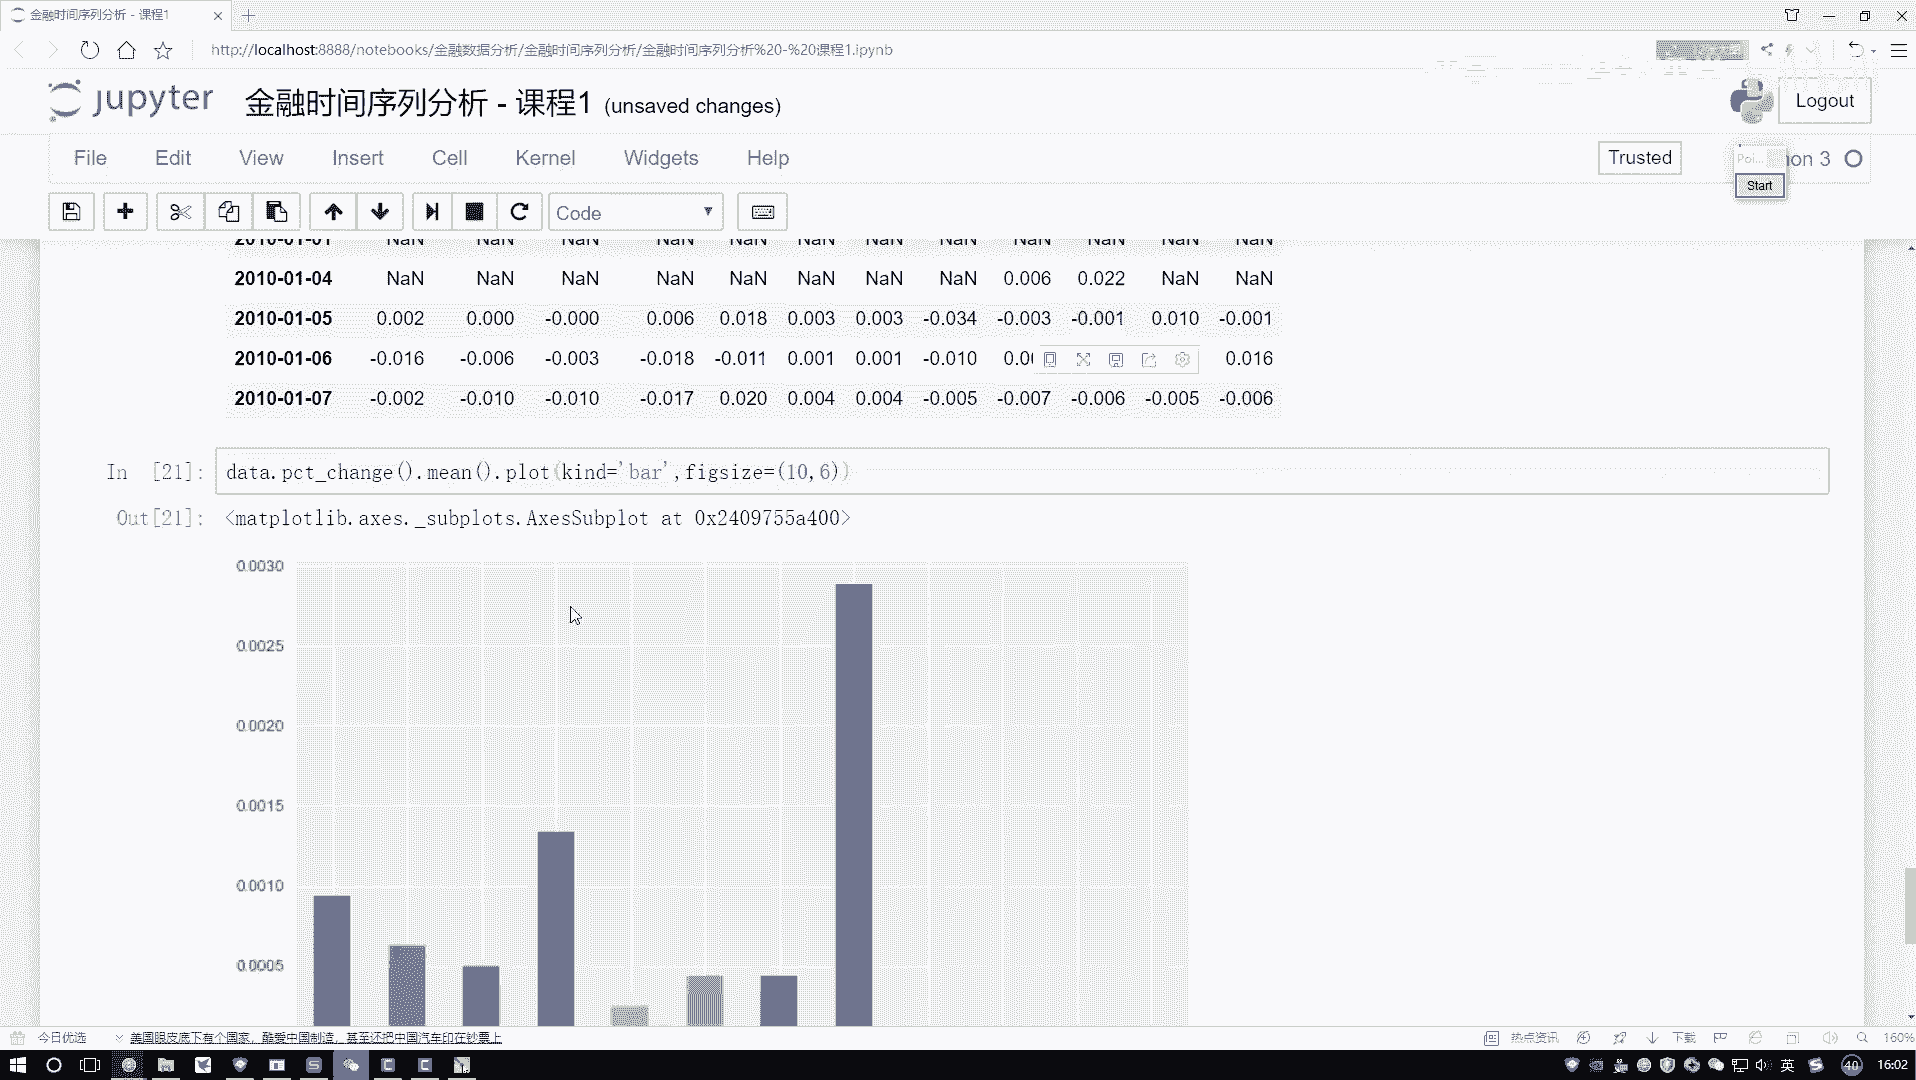 金融时间序列分析 - 课程1
http://localhost:8888/notebooks/金融数据分析/金融时间序列分析/金融时间序列分析%20-%20课程1.ipynb
jupyter 金融时间序列分析 - 课程1 (unsaved changes)
Logout
File Edit View Insert Cell Kernel Widgets Help
Trusted
Poi... on 3
Start
Code
2010-01-01 NaN NaN NaN NaN NaN NaN NaN NaN NaN NaN NaN NaN
2010-01-04 NaN NaN NaN NaN NaN NaN NaN NaN 0.006 0.022 NaN NaN
2010-01-05 0.002 0.000 -0.000 0.006 0.018 0.003 0.003 -0.034 -0.003 -0.001 0.010 -0.001
2010-01-06 -0.016 -0.006 -0.003 -0.018 -0.011 0.001 0.001 -0.010 0.0 0.016
2010-01-07 -0.002 -0.010 -0.010 -0.017 0.020 0.004 0.004 -0.005 -0.007 -0.006 -0.005 -0.006
In [21]: data.pct_change().mean().plot(kind='bar',figsize=(10,6))
Out[21]: <matplotlib.axes._subplots.AxesSubplot at 0x2409755a400>
0.0030
0.0025
0.0020
0.0015
0.0010
0.0005
今日优选 美国眼皮底下有个国家，酷爱中国制造，甚至还把中国汽车印在钞票上
热点资讯 下载 160%
英 40 16:02